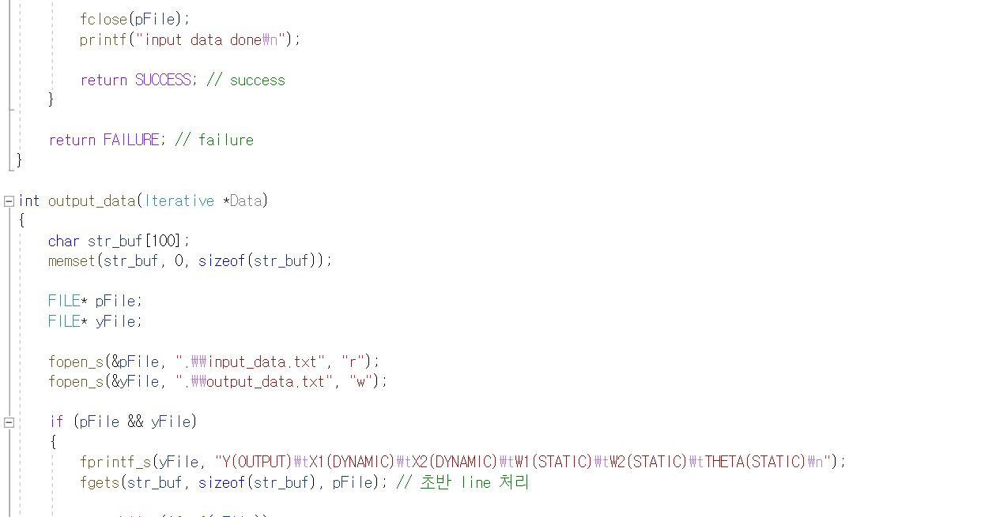 fclose(pFile);
printf("input data done₩n");
return SUCCESS; // success
}
return FAILURE; // failure
}
int output_data(Iterative *Data)
{
char str_buf[100];
memset(str_buf, 0, sizeof(str_buf));
FILE* pFile;
FILE* yFile;
fopen_s(&pFile, ".₩₩input_data.txt", "r");
fopen_s(&yFile, ".₩₩output_data.txt", "w");
if (pFile && yFile)
{
fprintf_s(yFile, "Y(OUTPUT)₩tX1(DYNAMIC)₩tX2(DYNAMIC)₩tW1(STATIC)₩tW2(STATIC)₩tTHETA(STATIC)₩n");
fgets(str_buf, sizeof(str_buf), pFile); // 초반 line 처리